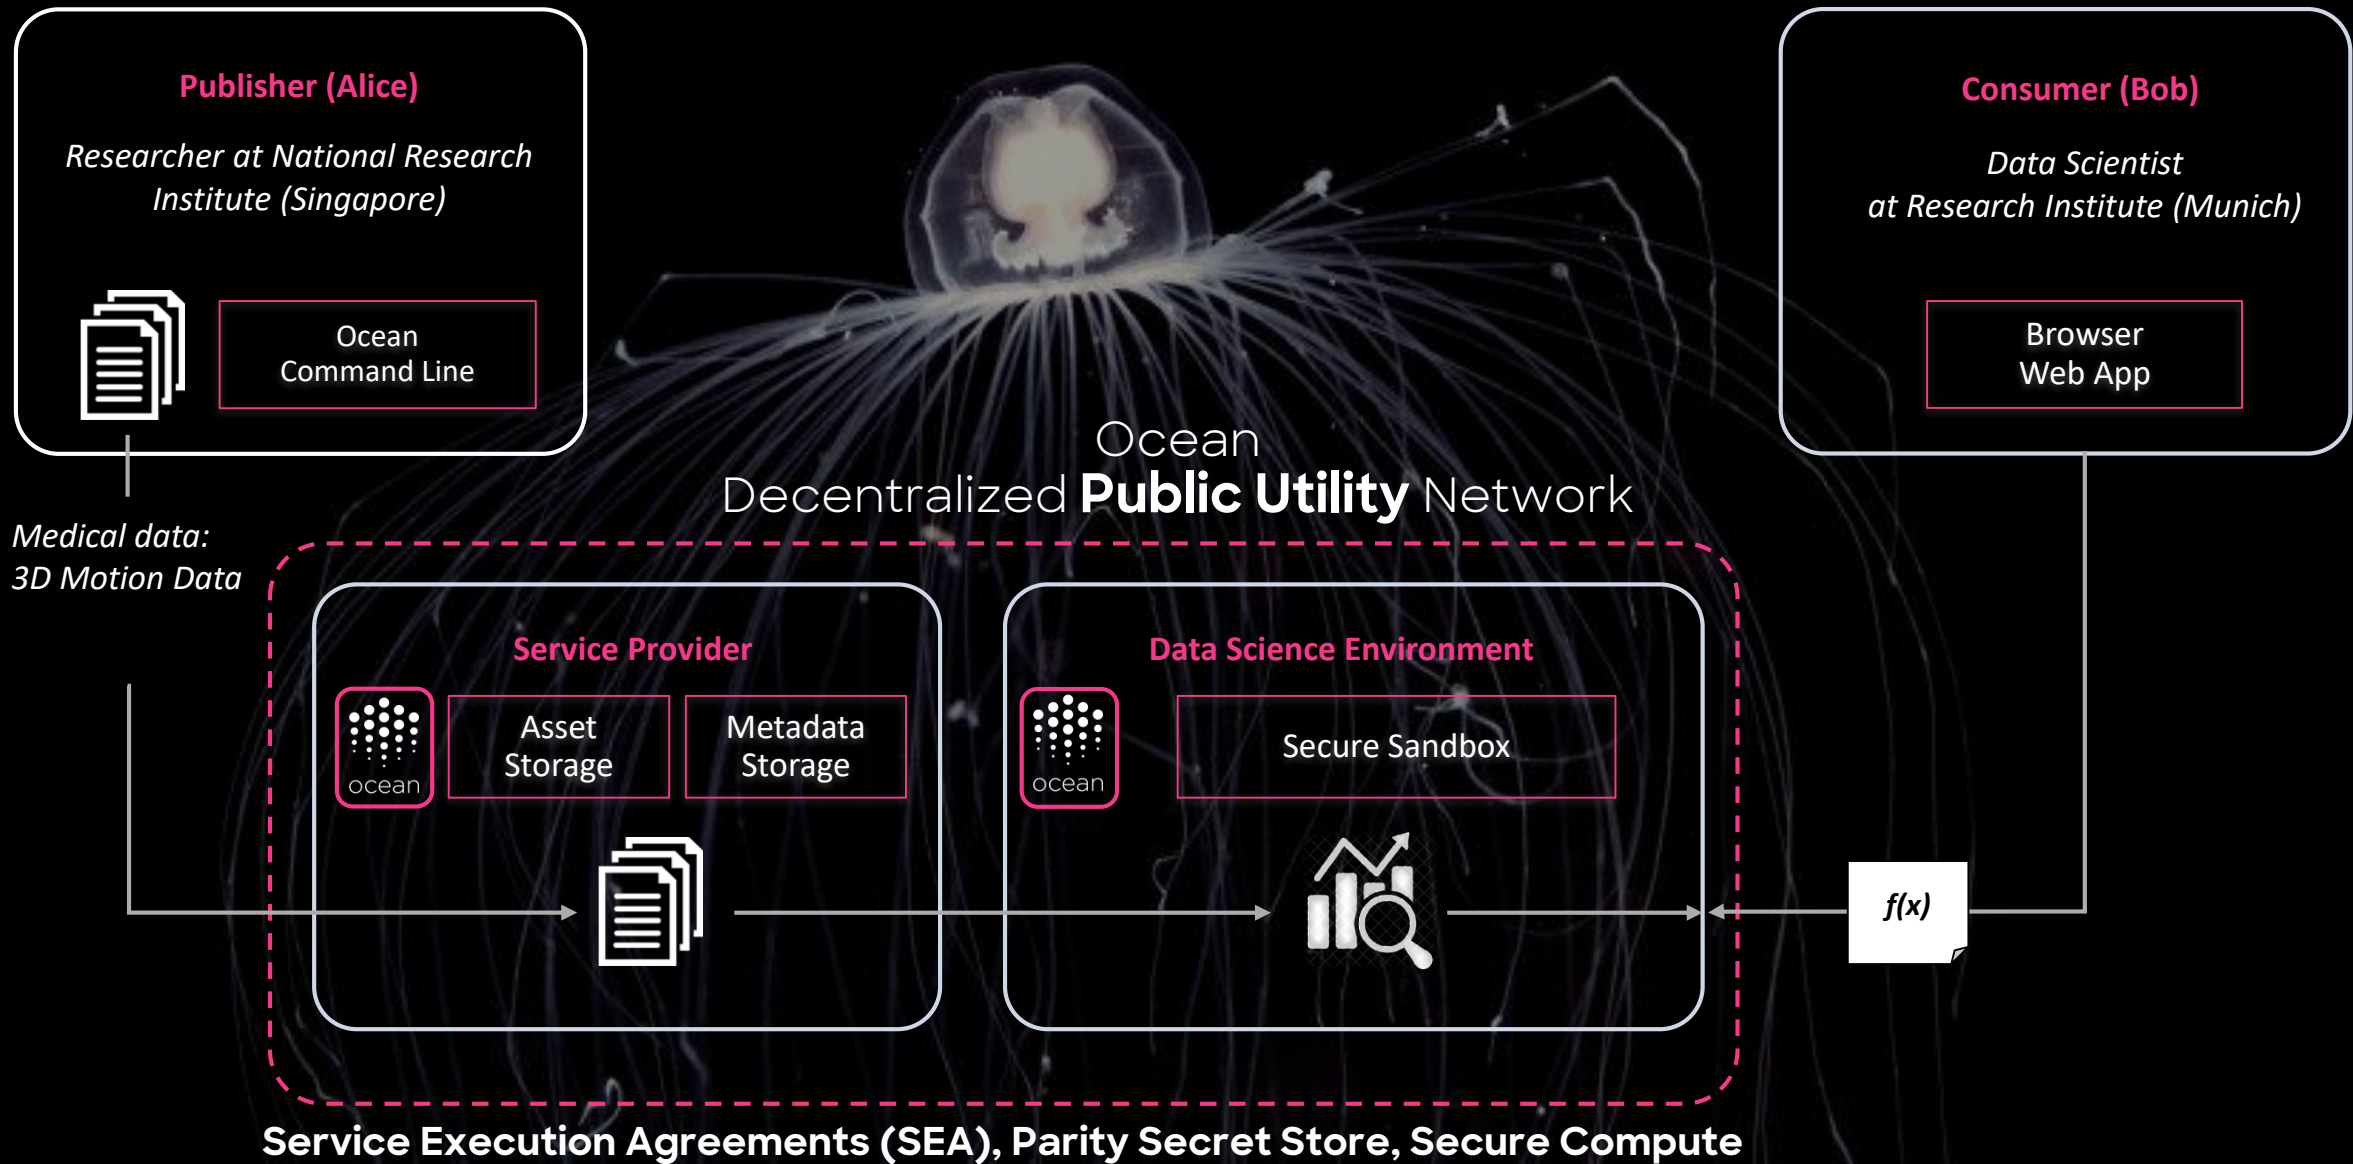 Publisher (Alice)
Researcher at National Research
Institute (Singapore)
Ocean
Command Line
Medical data:
3D Motion Data
Consumer (Bob)
Data Scientist
at Research Institute (Munich)
Browser
Web App
Ocean
Decentralized Public Utility Network
Service Provider
ocean
Asset
Storage
Metadata
Storage
Data Science Environment
ocean
Secure Sandbox
f(x)
Service Execution Agreements (SEA), Parity Secret Store, Secure Compute